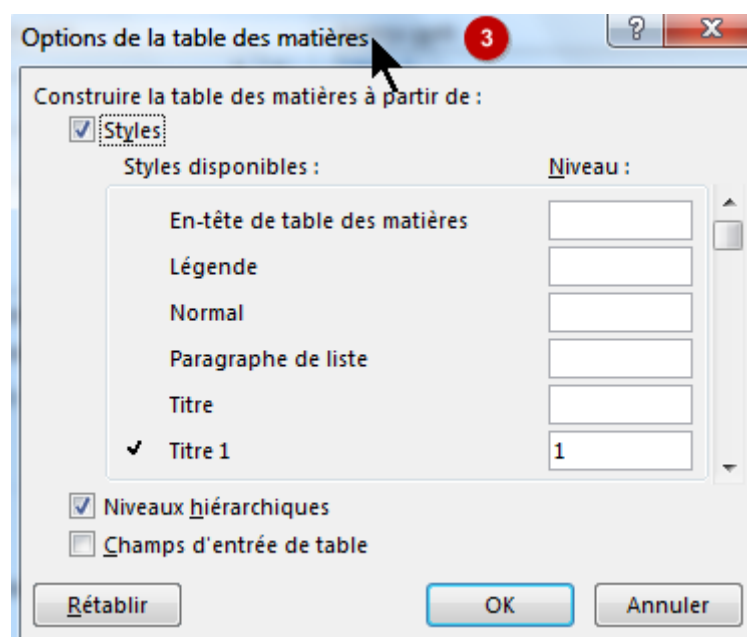 Options de la table des matières 3 ?
Construire la table des matières à partir de :
Styles
Styles disponibles : Niveau :
En-tête de table des matières
Légende
Normal
Paragraphe de liste
Titre
Titre 1 1
Niveaux hiérarchiques
Champs d'entrée de table
Rétablir OK Annuler